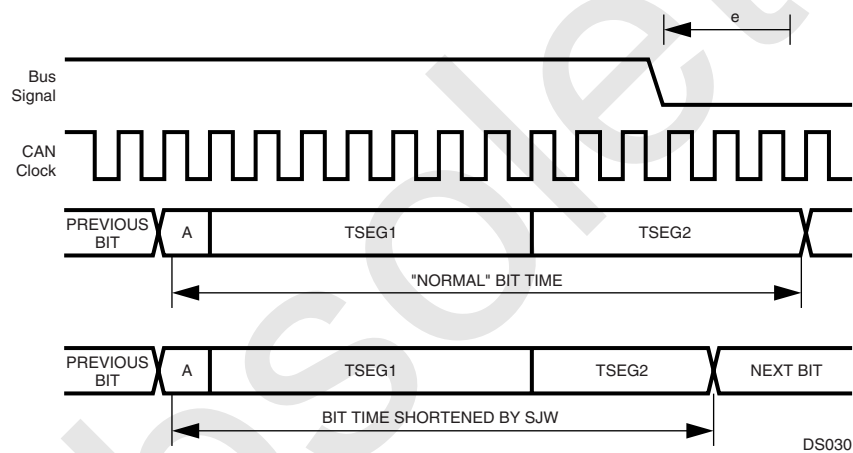 e
Bus
Signal
CAN
Clock
PREVIOUS
BIT
A
TSEG1
TSEG2
"NORMAL" BIT TIME
PREVIOUS
BIT
A
TSEG1
TSEG2
NEXT BIT
BIT TIME SHORTENED BY SJW
DS030